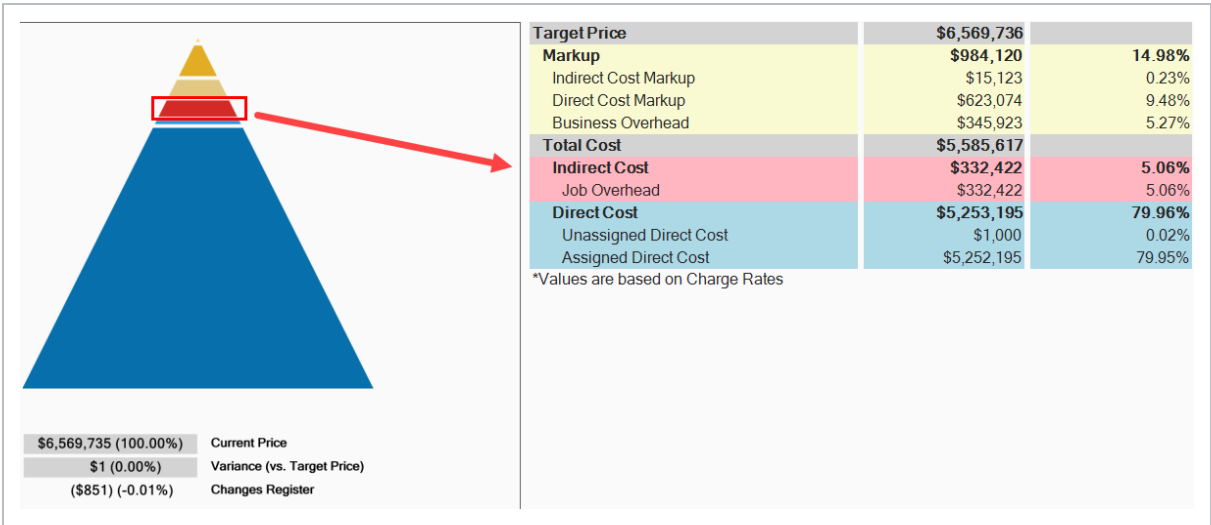 Target Price $6,569,736
Markup $984,120 14.98%
Indirect Cost Markup $15,123 0.23%
Direct Cost Markup $623,074 9.48%
Business Overhead $345,923 5.27%
Total Cost $5,585,617
Indirect Cost $332,422 5.06%
Job Overhead $332,422 5.06%
Direct Cost $5,253,195 79.96%
Unassigned Direct Cost $1,000 0.02%
Assigned Direct Cost $5,252,195 79.95%
*Values are based on Charge Rates
$6,569,735 (100.00%) Current Price
$1 (0.00%) Variance (vs. Target Price)
($851) (-0.01%) Changes Register